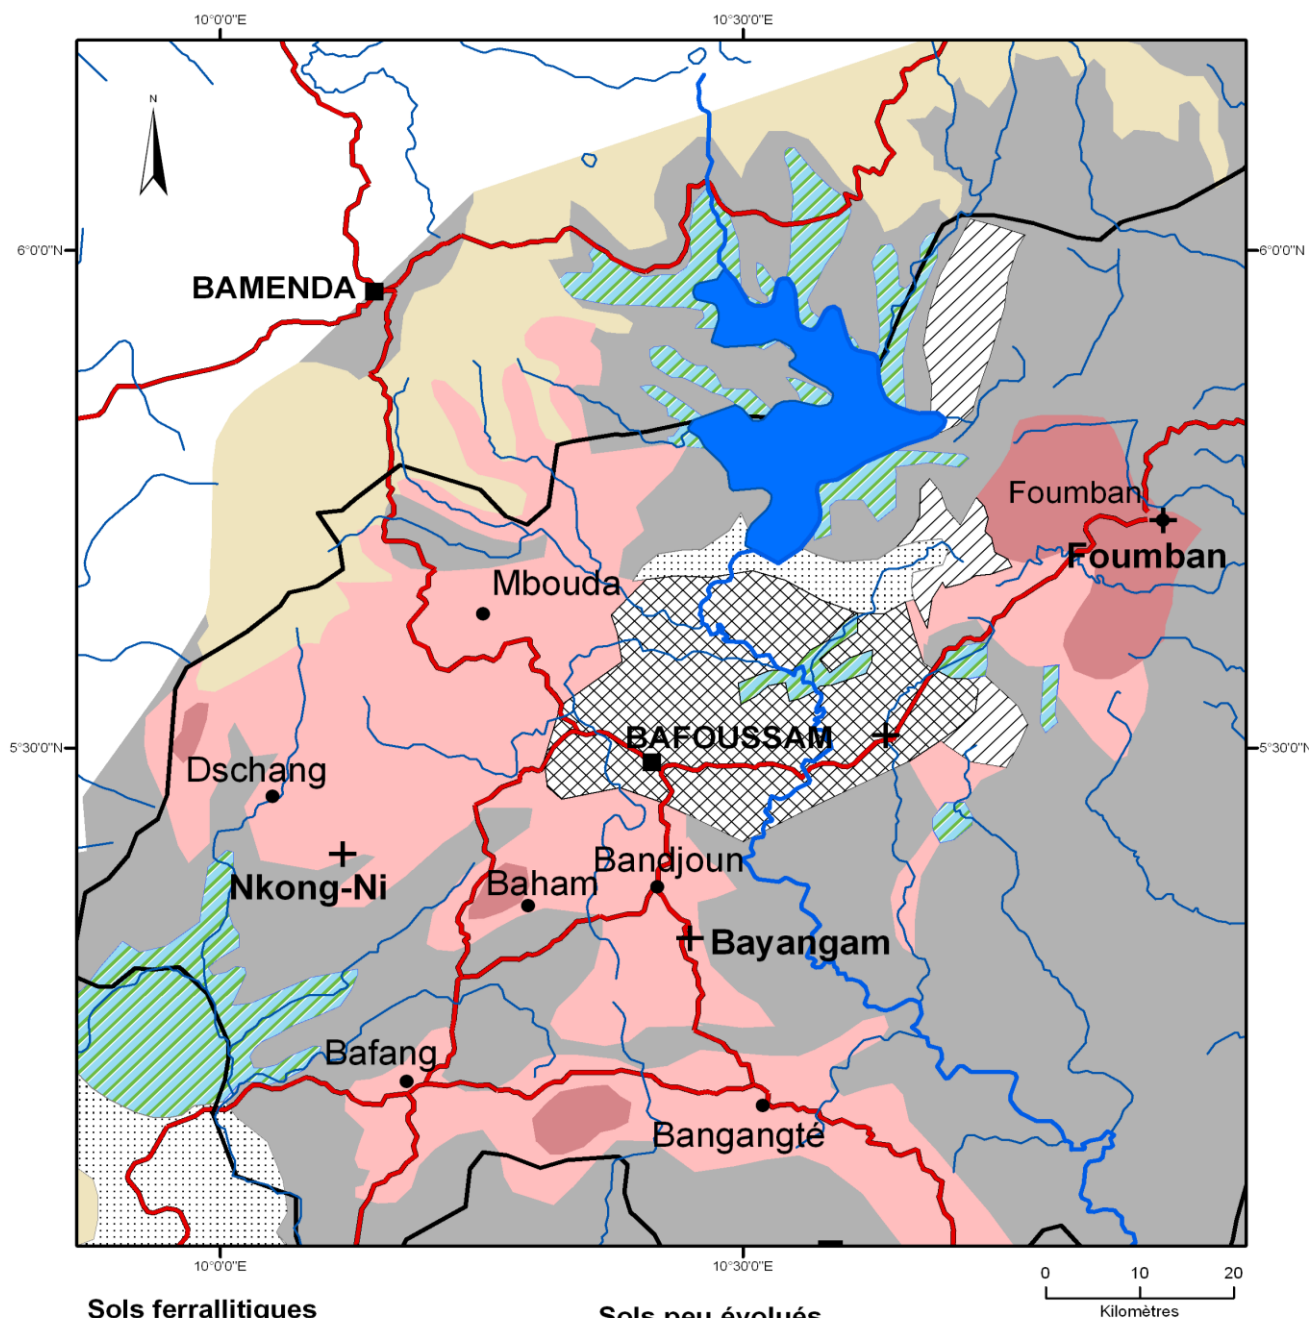 10°0'0"E
10°30'0"E
N
6°0'0"N
6°0'0"N
BAMENDA
Foumban
Foumban
Mbouda
BAFOUSSAM
5°30'0"N
5°30'0"N
Dschang
Bandjoun
Nkong-Ni
Baham
Bayangam
Bafang
Bangangté
10°0'0"E
10°30'0"E
0 10 20
Kilomètres
Sols ferrallitiques
Sols peu évolués